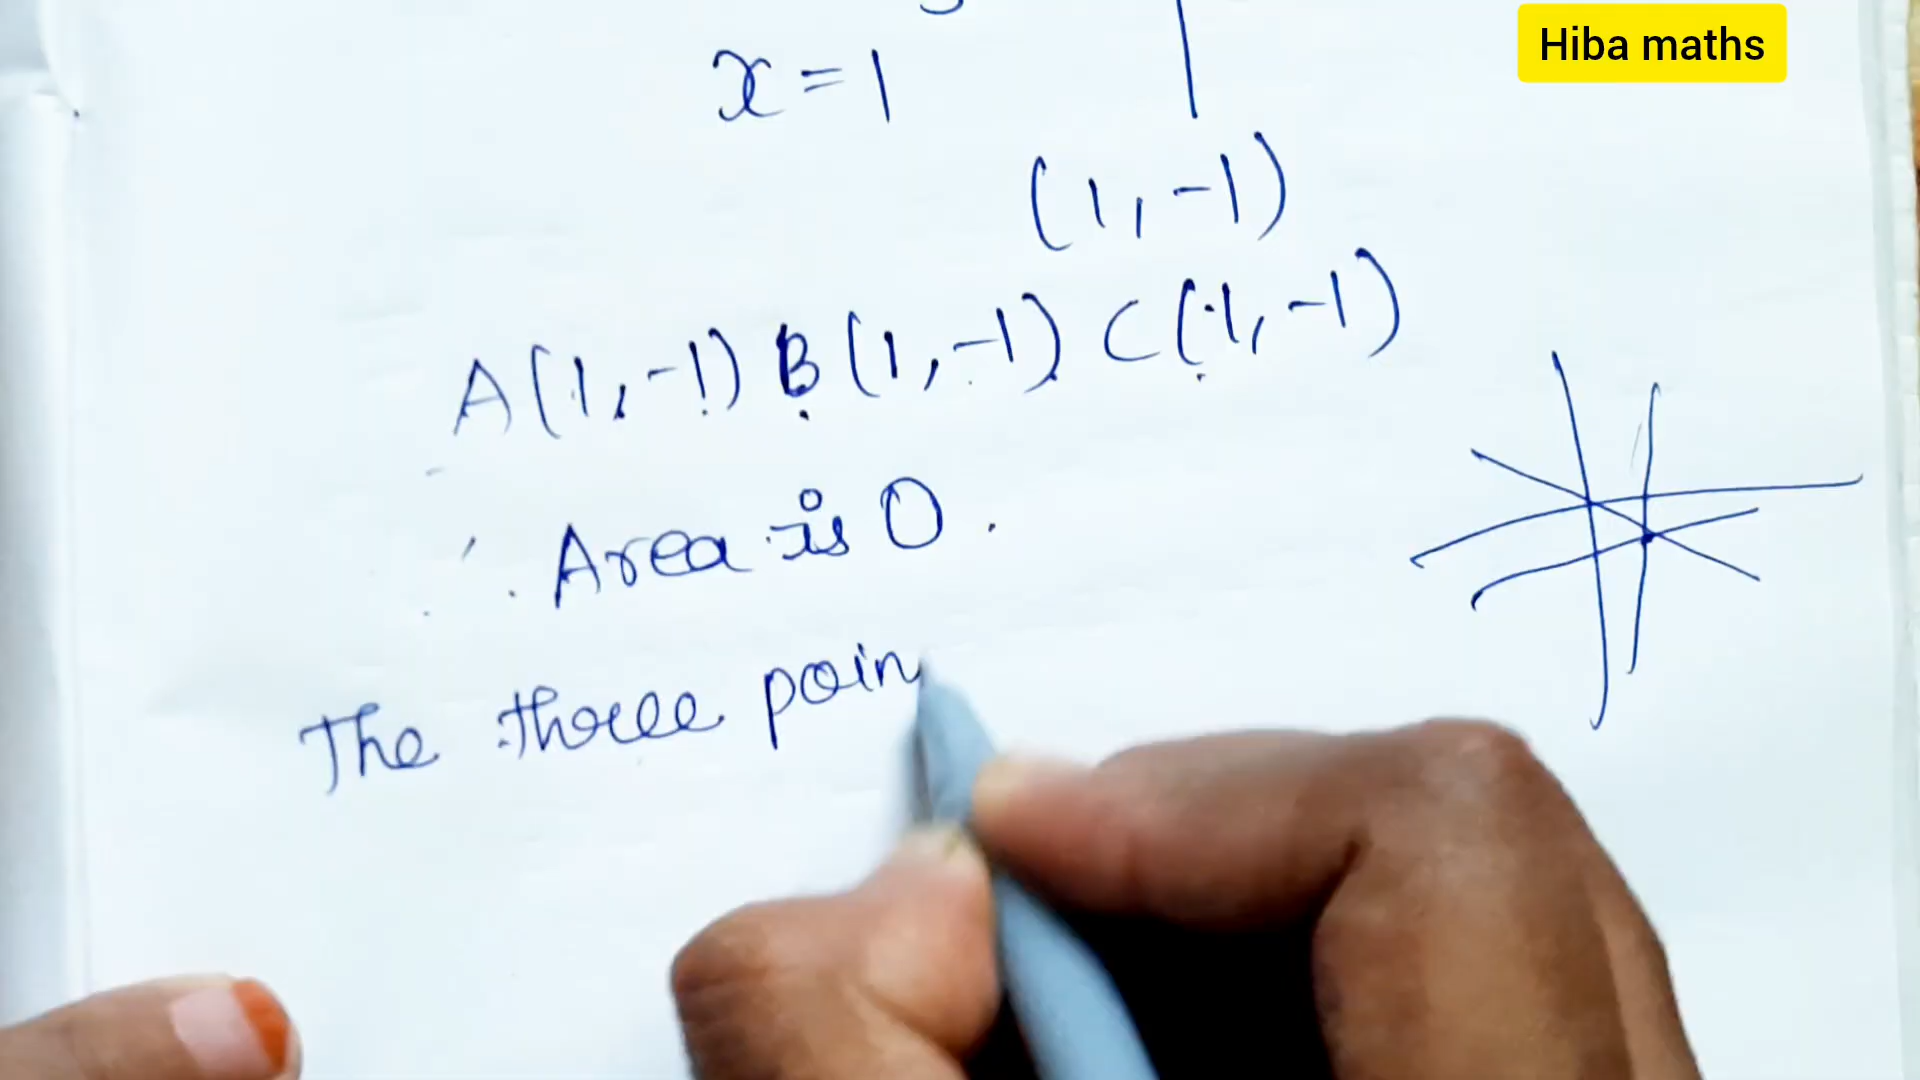 Hiba maths
x = 1
(1, -1)
A(1, -1) B(1, -1) C(1, -1)
∴ Area is 0.
The three poin